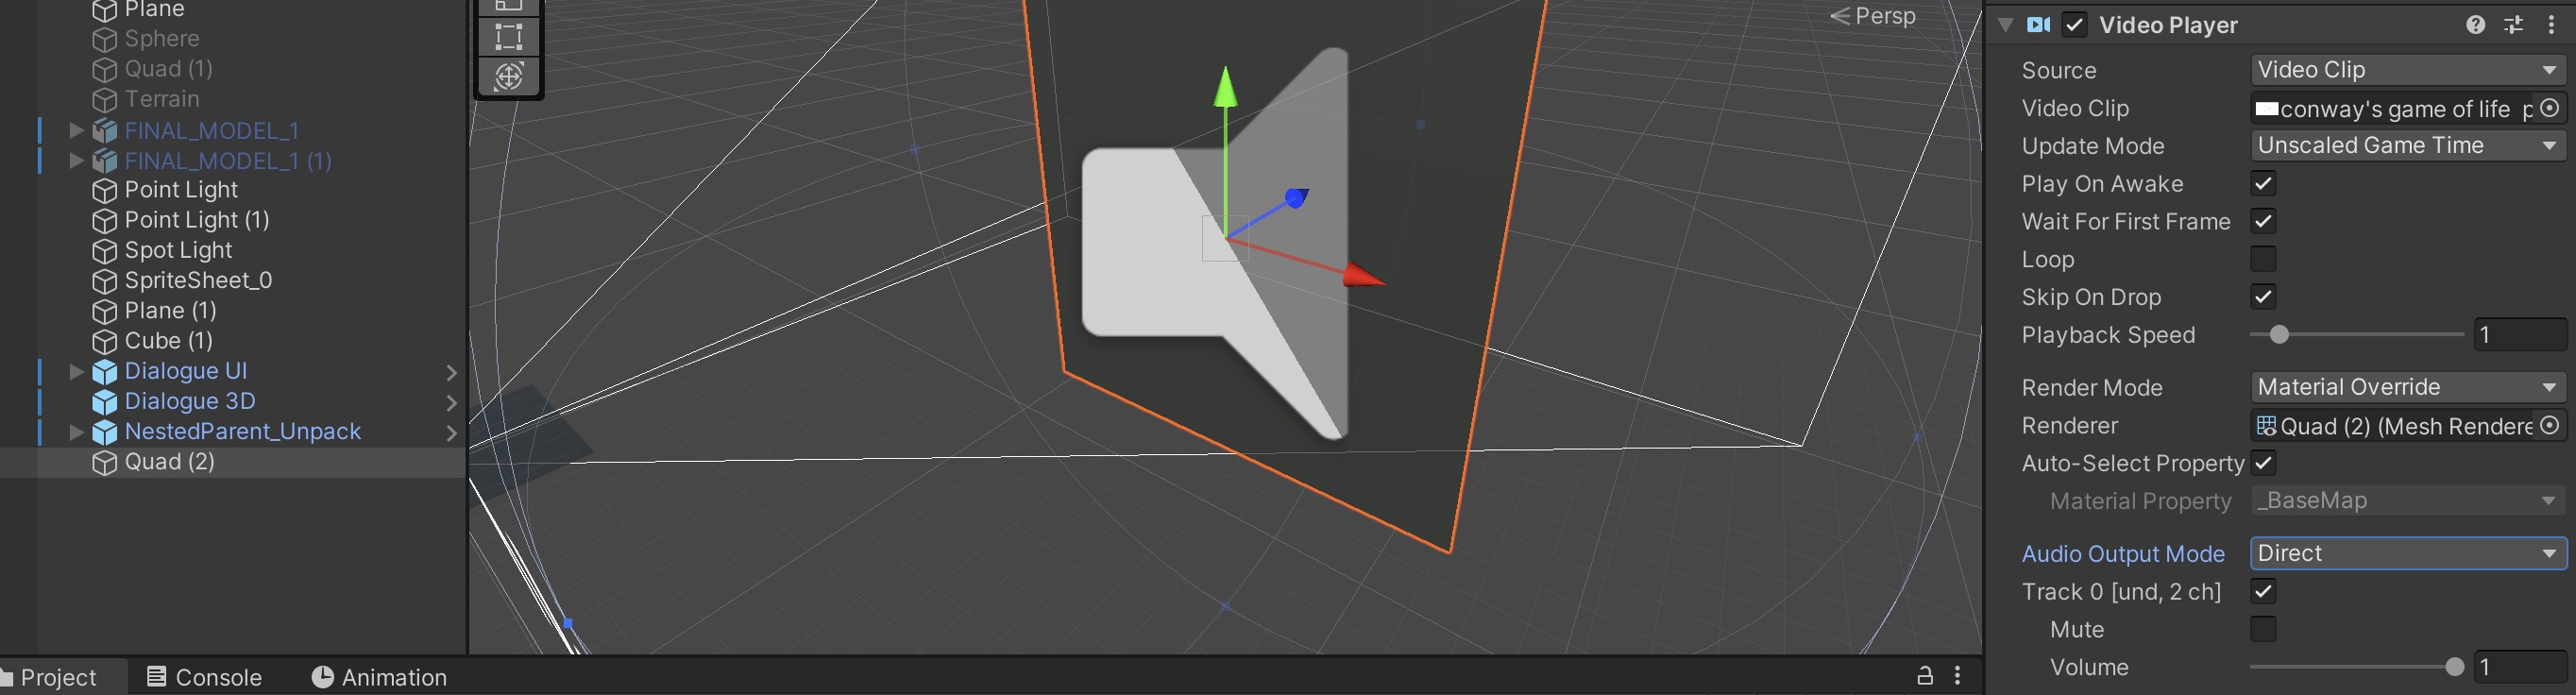 Plane
Sphere
Quad (1)
Terrain
FINAL_MODEL_1
FINAL_MODEL_1 (1)
Point Light
Point Light (1)
Spot Light
SpriteSheet_0
Plane (1)
Cube (1)
Dialogue UI
Dialogue 3D
NestedParent_Unpack
Quad (2)
Persp
Video Player
Source Video Clip
Video Clip conway's game of life p
Update Mode Unscaled Game Time
Play On Awake
Wait For First Frame
Loop
Skip On Drop
Playback Speed 1
Render Mode Material Override
Renderer Quad (2) (Mesh Rendere
Auto-Select Property
Material Property _BaseMap
Audio Output Mode Direct
Track 0 [und, 2 ch]
Mute
Volume 1
Project Console Animation